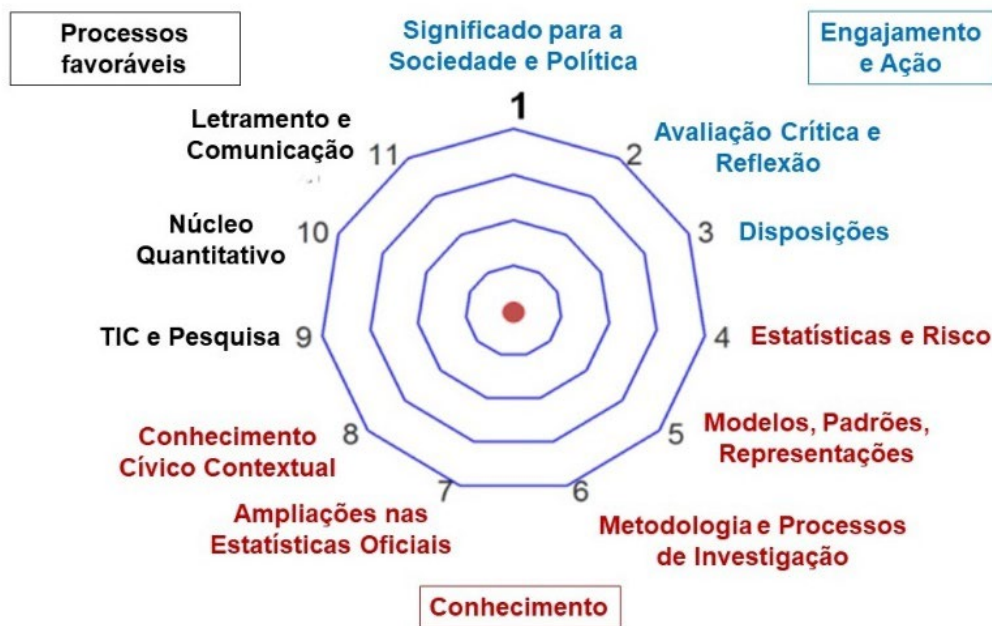 Processos
favoráveis
Significado para a
Sociedade e Política
Engajamento
e Ação
1
Letramento e
Comunicação
11
2
Avaliação Crítica e
Reflexão
Núcleo
Quantitativo
10
3
Disposições
TIC e Pesquisa
9
4
Estatísticas e Risco
Conhecimento
Cívico Contextual
8
5
Modelos, Padrões,
Representações
Ampliações nas
Estatísticas Oficiais
7
6
Metodologia e Processos
de Investigação
Conhecimento